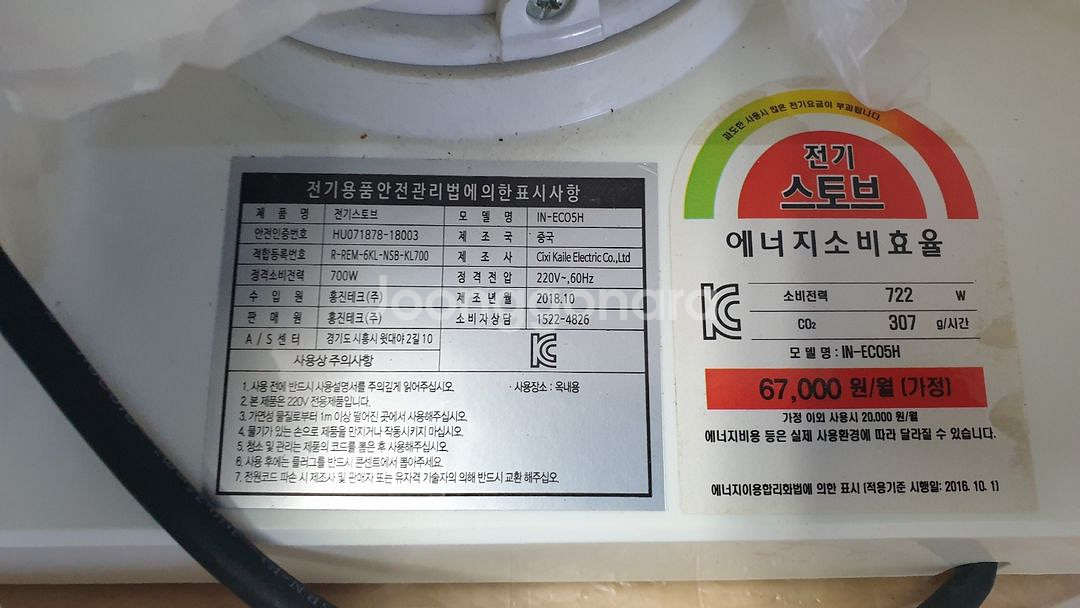 전기용품안전관리법에의한표시사항
제 품 명 전기스토브 모 델 명 IN-ECO5H
안전인증번호 HU071878-18003 제 조 국 중국
적합등록번호 R-REM-6KL-NSB-KL700 제 조 사 Cixi Kaile Electric Co.,Ltd
정격소비전력 700W 정 격 전 압 220V~,60Hz
수 입 원 홍진테크(주) 제 조 년 월 2018.10
판 매 원 홍진테크(주) 소 비 자 상 담 1522-4826
A / S 센 터 경기도 시흥시 윗대야 2길 10
사용상 주의사항
1. 사용 전에 반드시 사용설명서를 주의깊게 읽어주십시오. · 사용장소 : 옥내용
2. 본 제품은 220V 전용제품입니다.
3. 가연성 물질로부터 1m 이상 떨어진 곳에서 사용해주십시오.
4. 물기가 있는 손으로 제품을 만지거나 작동시키지 마십시오.
5. 청소 및 관리는 제품의 코드를 뽑은 후 사용해주십시오.
6. 사용 후에는 플러그를 반드시 콘센트에서 뽑아주세요.
7. 전원코드 파손 시 제조사 및 판매자 또는 유자격 기술자의 의해 반드시 교환 해주십시오.
과도한 사용시 많은 전기요금이 부과됩니다.
전기
스토브
에너지소비효율
소비전력 722 W
CO₂ 307 g/시간
모 델 명 : IN-ECO5H
67,000 원/월 (가정)
가정 이외 사용시 20.000 원/월
에너지비용 등은 실제 사용환경에 따라 달라질 수 있습니다.
에너지이용합리화법에 의한 표시 (적용기준 시행일: 2016. 10. 1)
joongonara